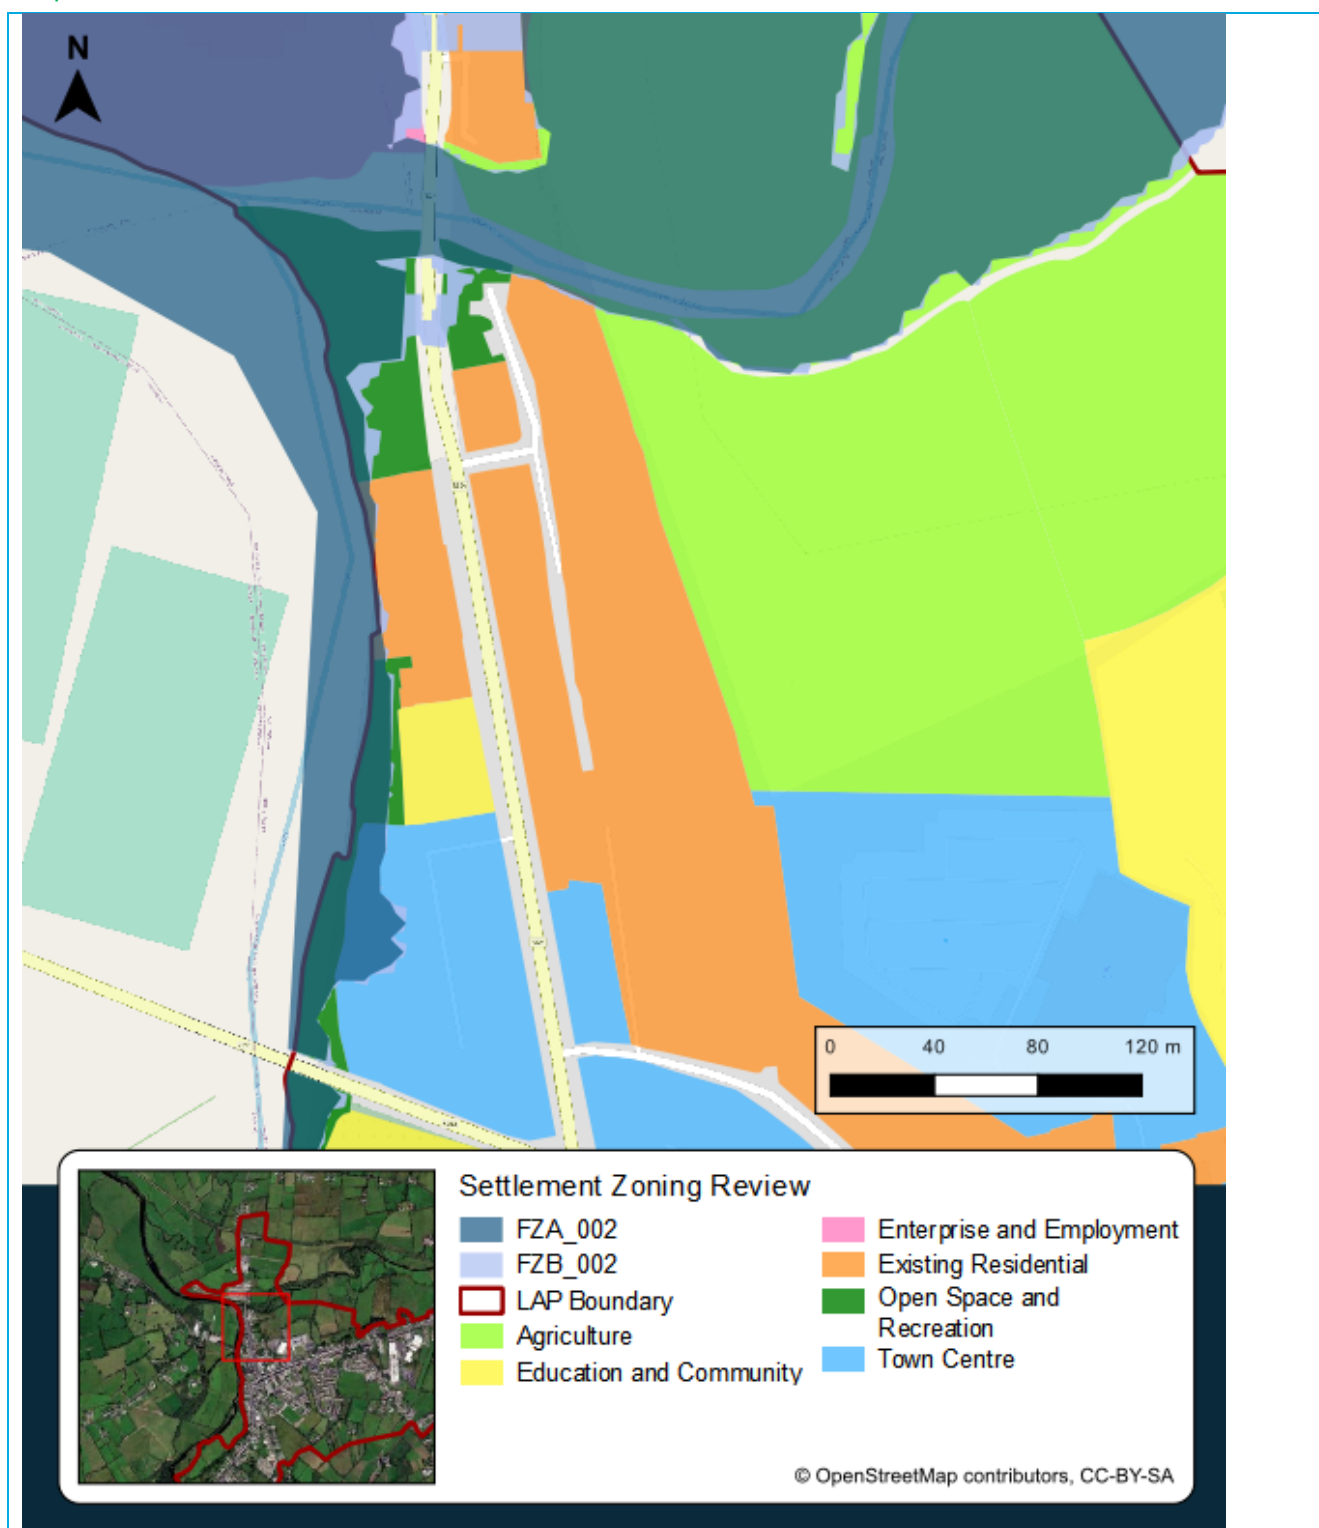 N
0 40 80 120 m
Settlement Zoning Review
FZA_002
FZB_002
LAP Boundary
Agriculture
Education and Community
Enterprise and Employment
Existing Residential
Open Space and
Recreation
Town Centre
© OpenStreetMap contributors, CC-BY-SA